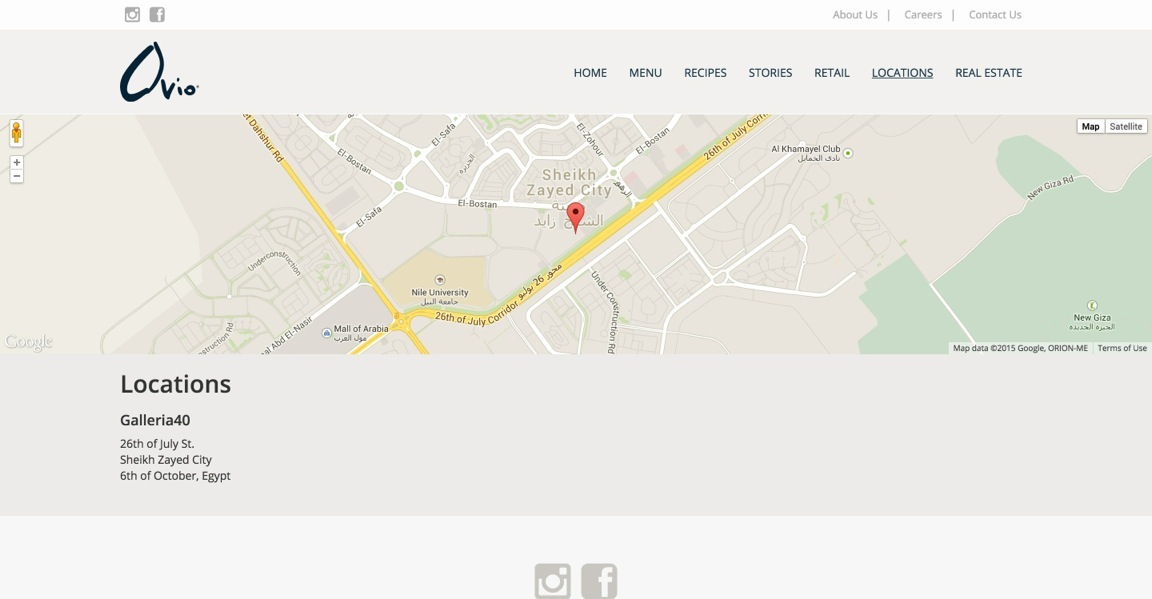 About Us | Careers | Contact Us
Ovio
HOME MENU RECIPES STORIES RETAIL LOCATIONS REAL ESTATE
Map Satellite
Dahshur Rd
El-Safa
El-Zohour
26th of July Corri
El-Bostan
El-Bostan
Al Khamayel Club
نادى الخمايل
Sheikh
Zayed City
الشيخ زايد
New Giza Rd
El-Bostan
El-Safa
Underconstruction
Nile University
جامعة النيل
محور 26 يوليو
26th of July Corridor
Under Construction Rd
New Giza
الجيزة الجديدة
Mall of Arabia
مول العرب
struction Rd
al Abd El-Nasir
Google
Map data ©2015 Google, ORION-ME Terms of Use
Locations
Galleria40
26th of July St.
Sheikh Zayed City
6th of October, Egypt